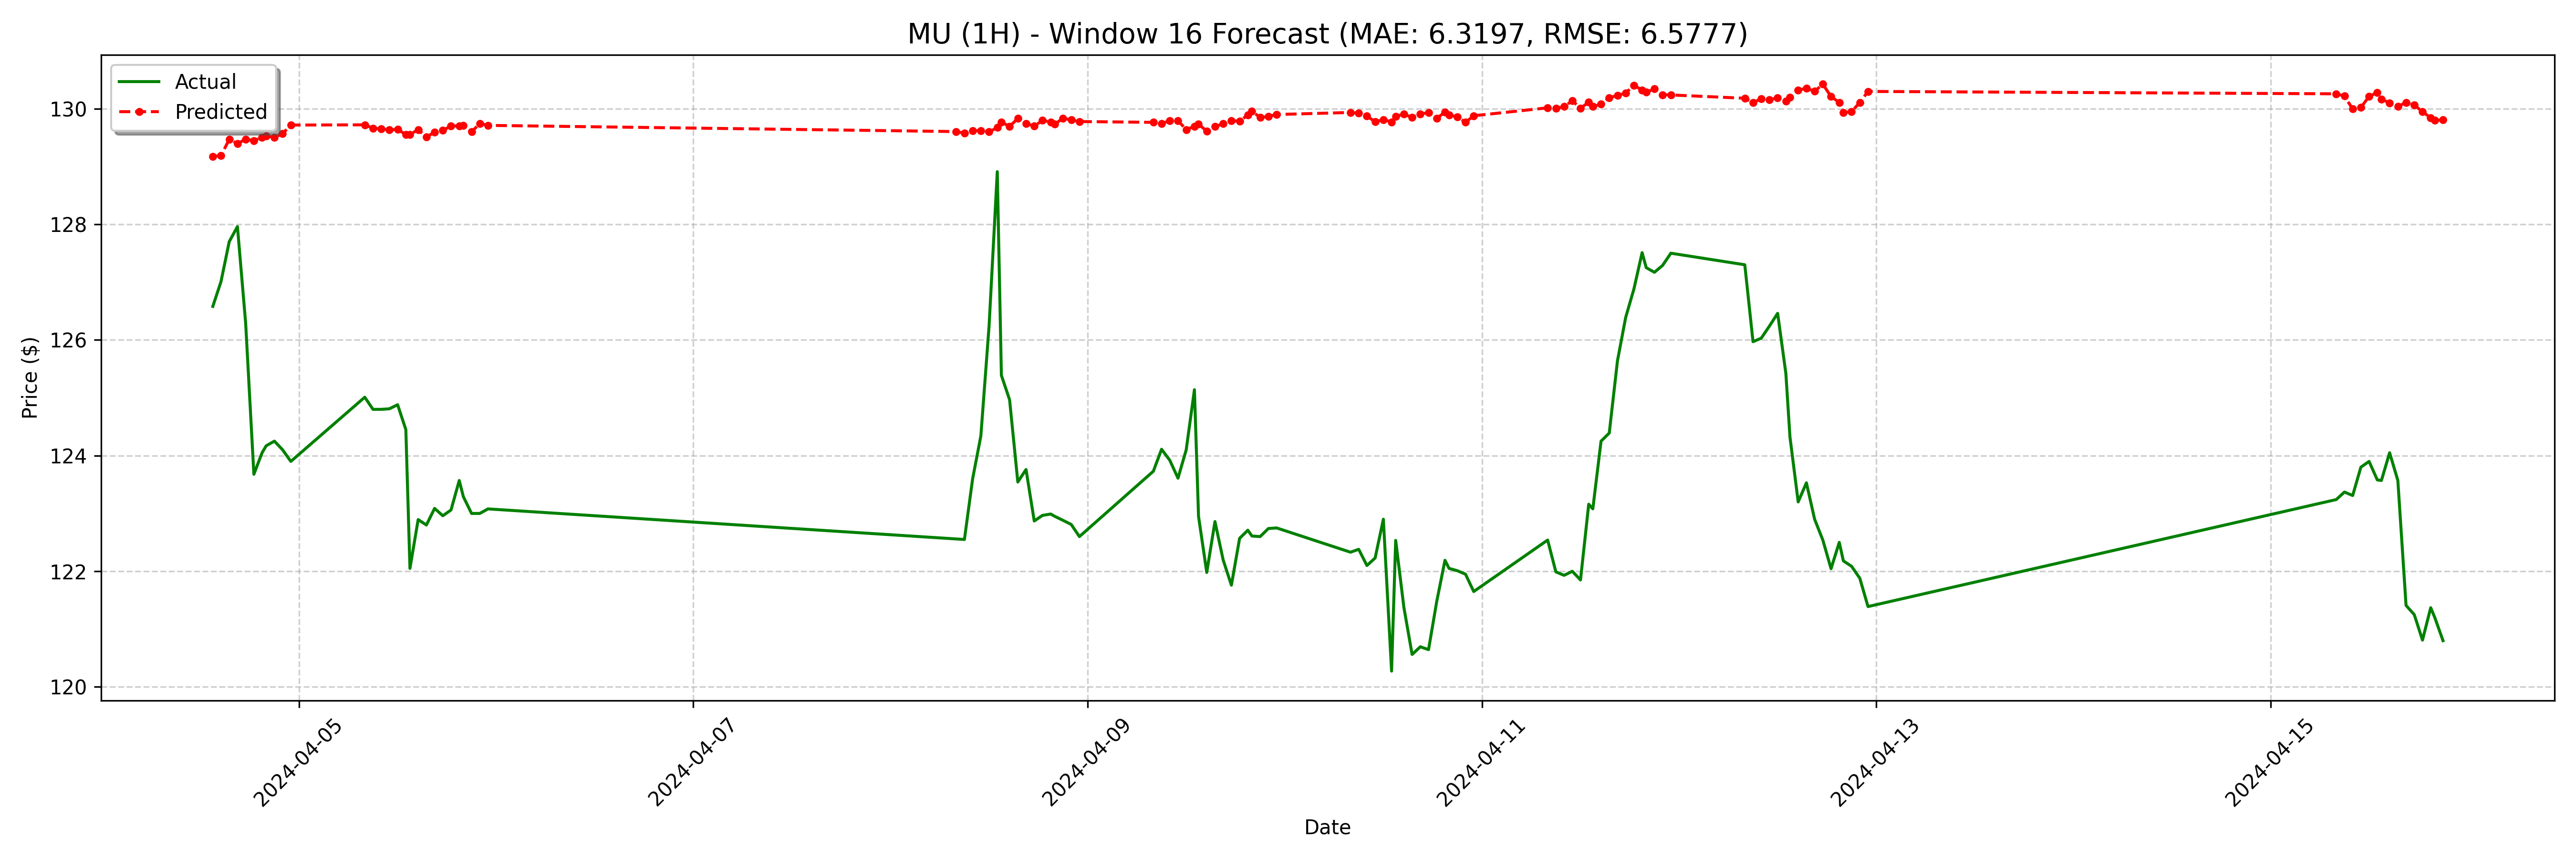 MU (1H) - Window 16 Forecast (MAE: 6.3197, RMSE: 6.5777)
Actual
Predicted
Price ($)
130
128
126
124
122
120
2024-04-05
2024-04-07
2024-04-09
2024-04-11
2024-04-13
2024-04-15
Date